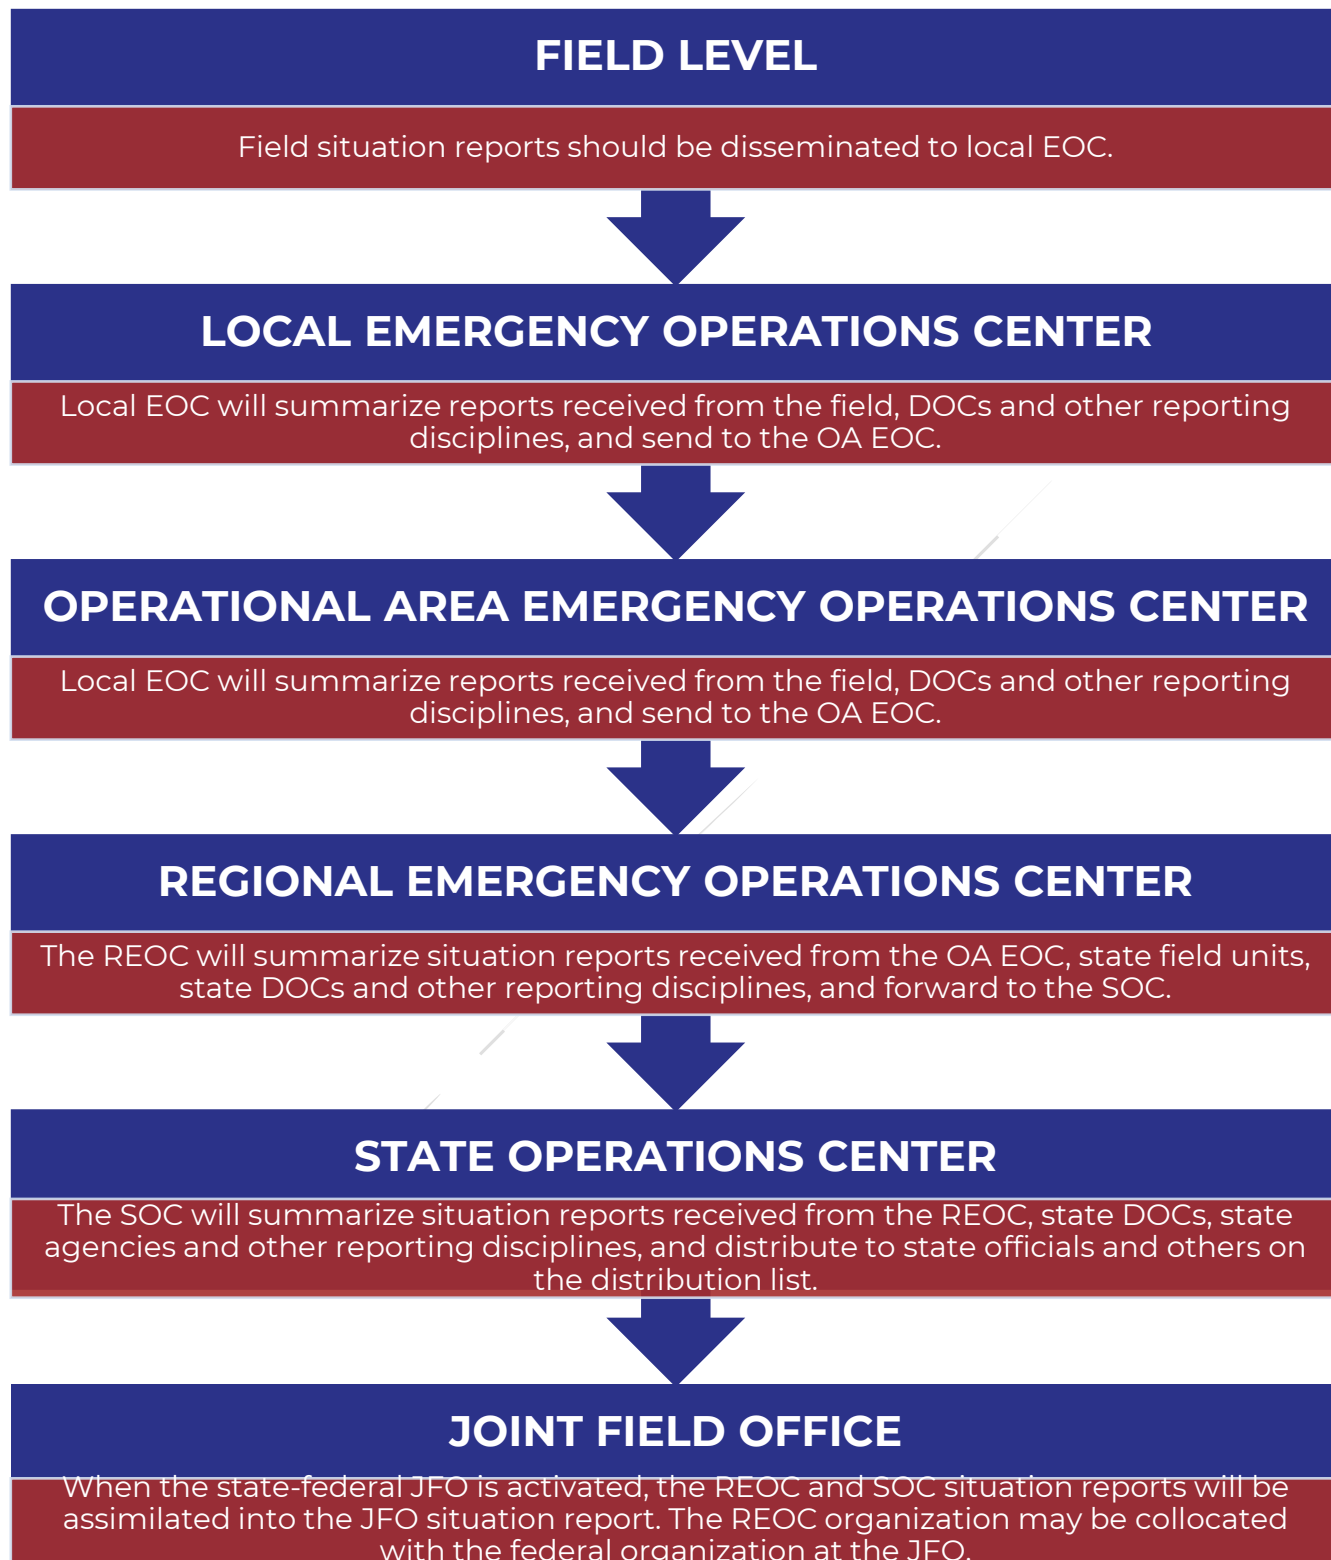 FIELD LEVEL
Field situation reports should be disseminated to local EOC.
LOCAL EMERGENCY OPERATIONS CENTER
Local EOC will summarize reports received from the field, DOCs and other reporting
disciplines, and send to the OA EOC.
OPERATIONAL AREA EMERGENCY OPERATIONS CENTER
Local EOC will summarize reports received from the field, DOCs and other reporting
disciplines, and send to the OA EOC.
REGIONAL EMERGENCY OPERATIONS CENTER
The REOC will summarize situation reports received from the OA EOC, state field units,
state DOCs and other reporting disciplines, and forward to the SOC.
STATE OPERATIONS CENTER
The SOC will summarize situation reports received from the REOC, state DOCs, state
agencies and other reporting disciplines, and distribute to state officials and others on
the distribution list.
JOINT FIELD OFFICE
When the state-federal JFO is activated, the REOC and SOC situation reports will be
assimilated into the JFO situation report. The REOC organization may be collocated
with the federal organization at the JFO.